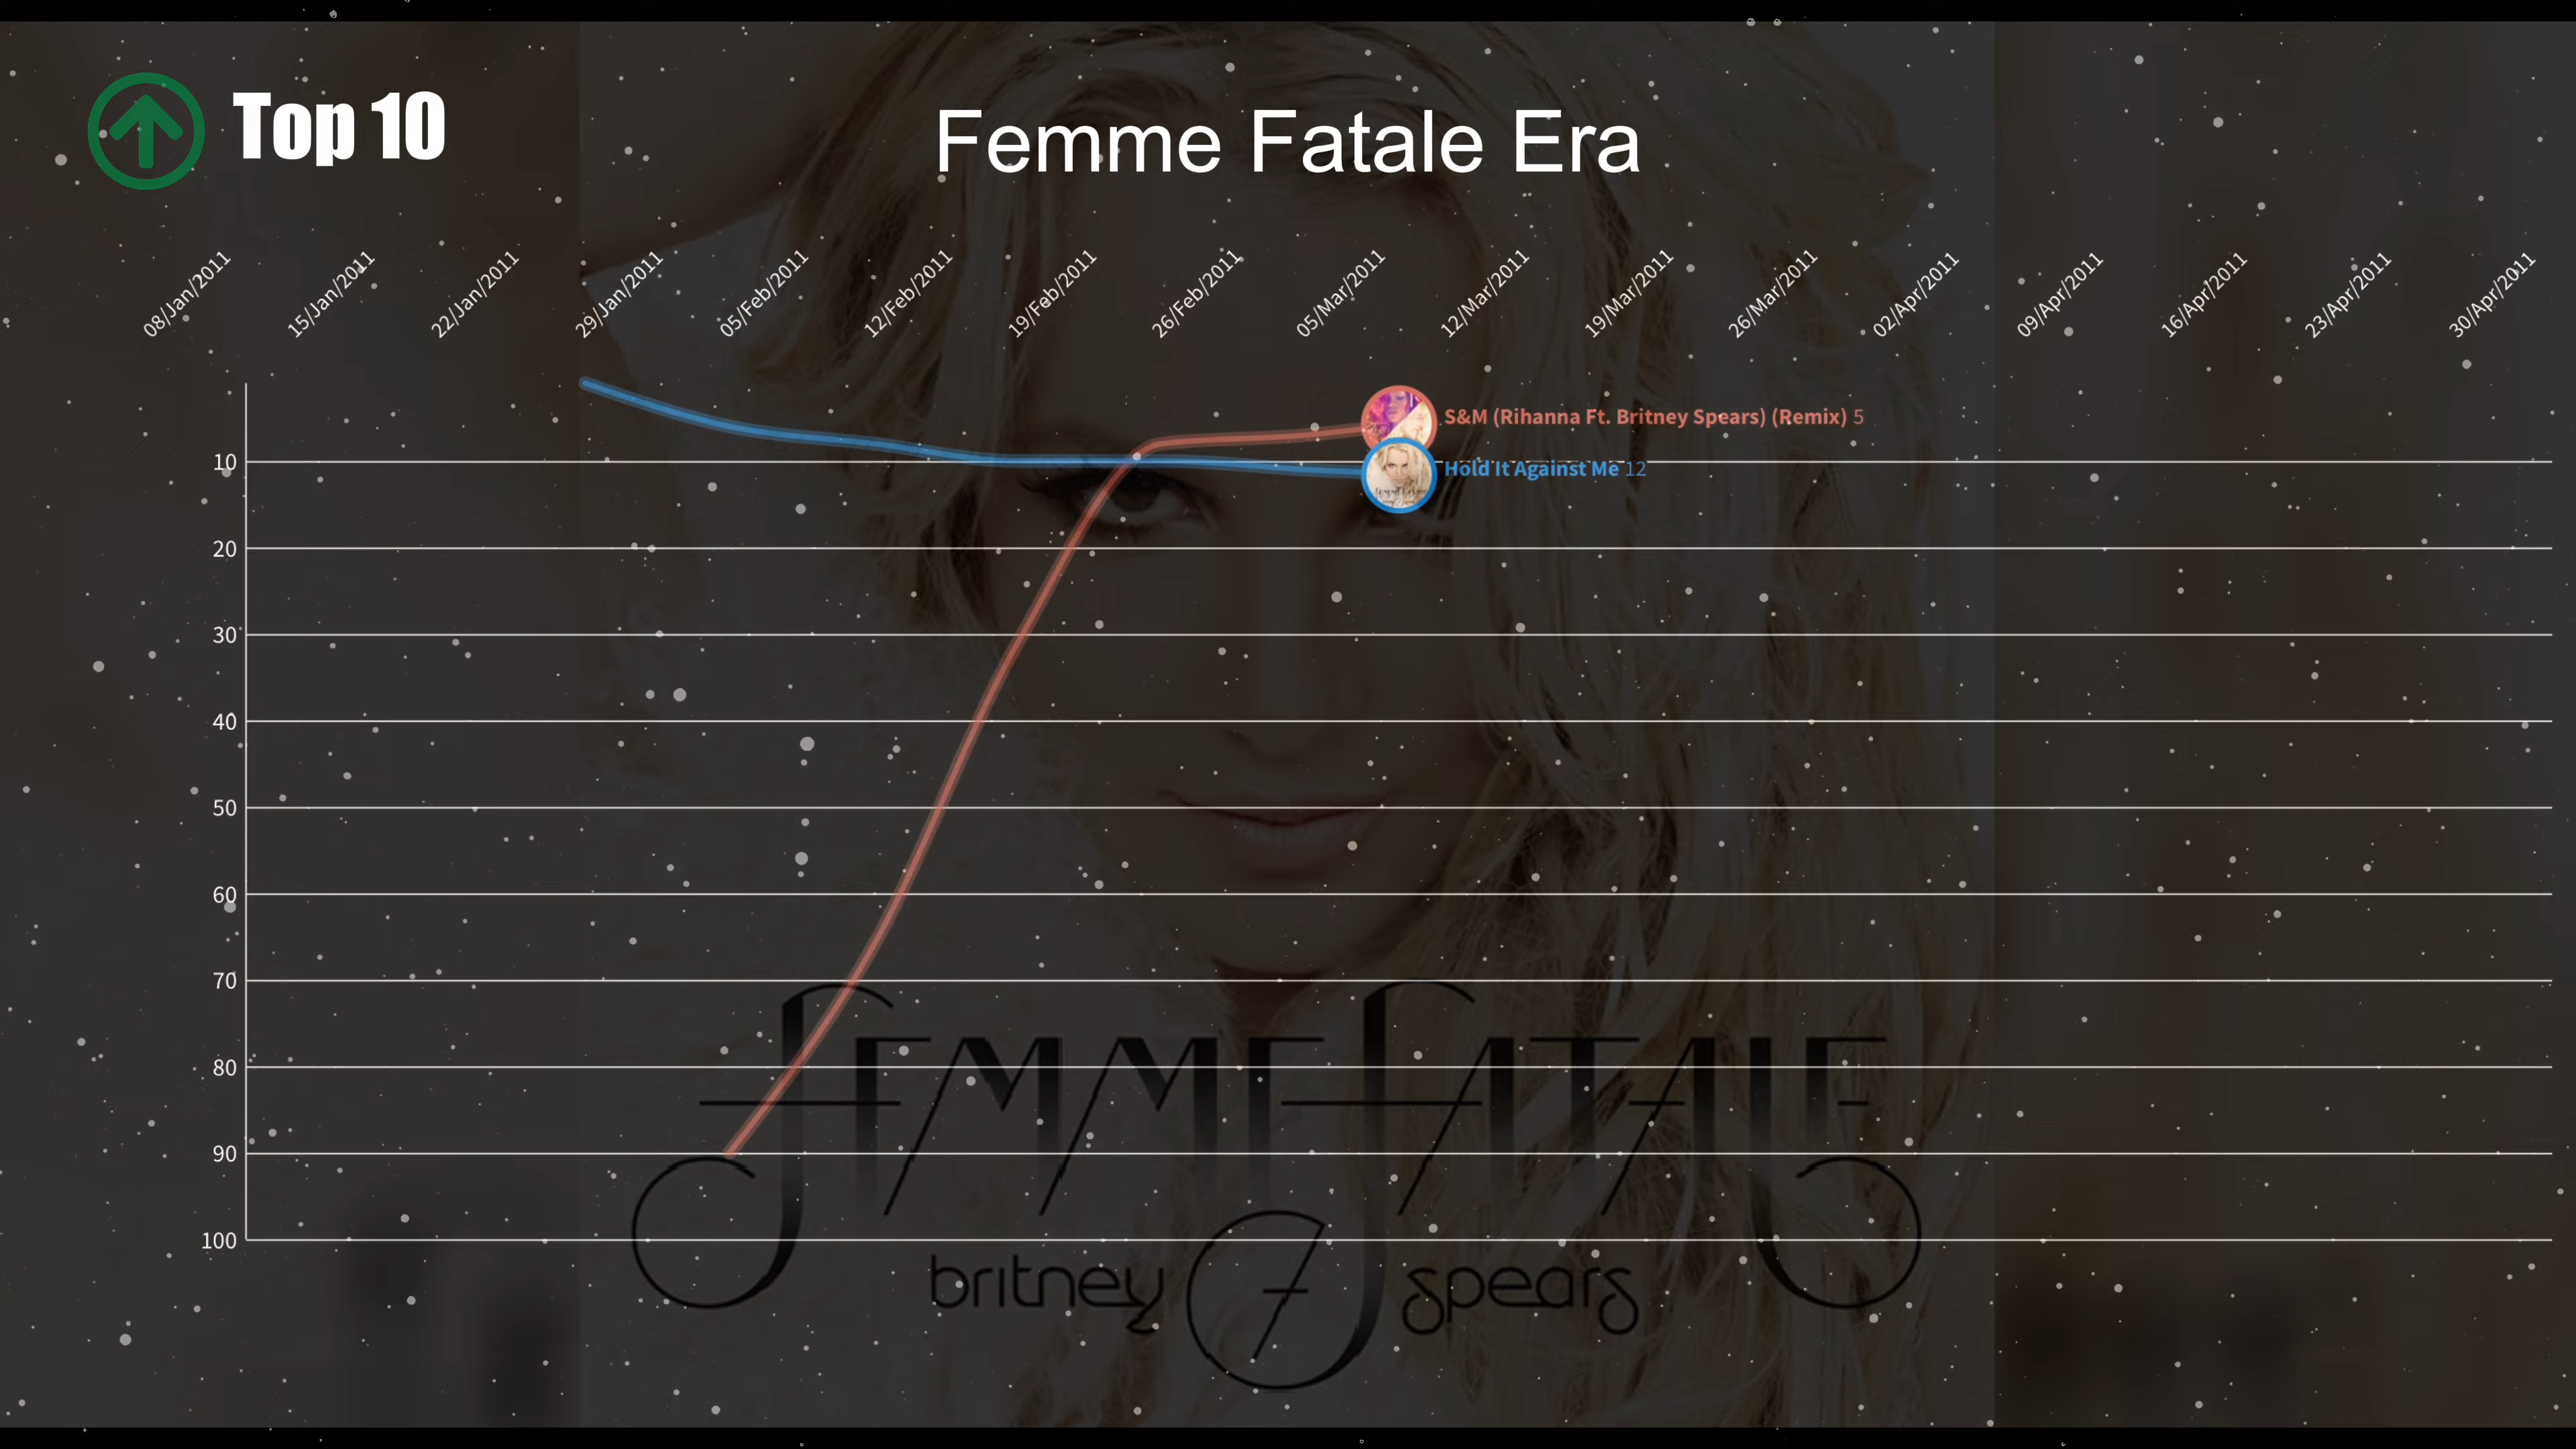 Top 10
Femme Fatale Era
08/Jan/2011
15/Jan/2011
22/Jan/2011
29/Jan/2011
05/Feb/2011
12/Feb/2011
19/Feb/2011
26/Feb/2011
05/Mar/2011
12/Mar/2011
19/Mar/2011
26/Mar/2011
02/Apr/2011
09/Apr/2011
16/Apr/2011
23/Apr/2011
30/Apr/2011
S&M (Rihanna Ft. Britney Spears) (Remix) 5
Hold It Against Me 12
10
20
30
40
50
60
70
80
90
100
FEMME FATALE
britney spears